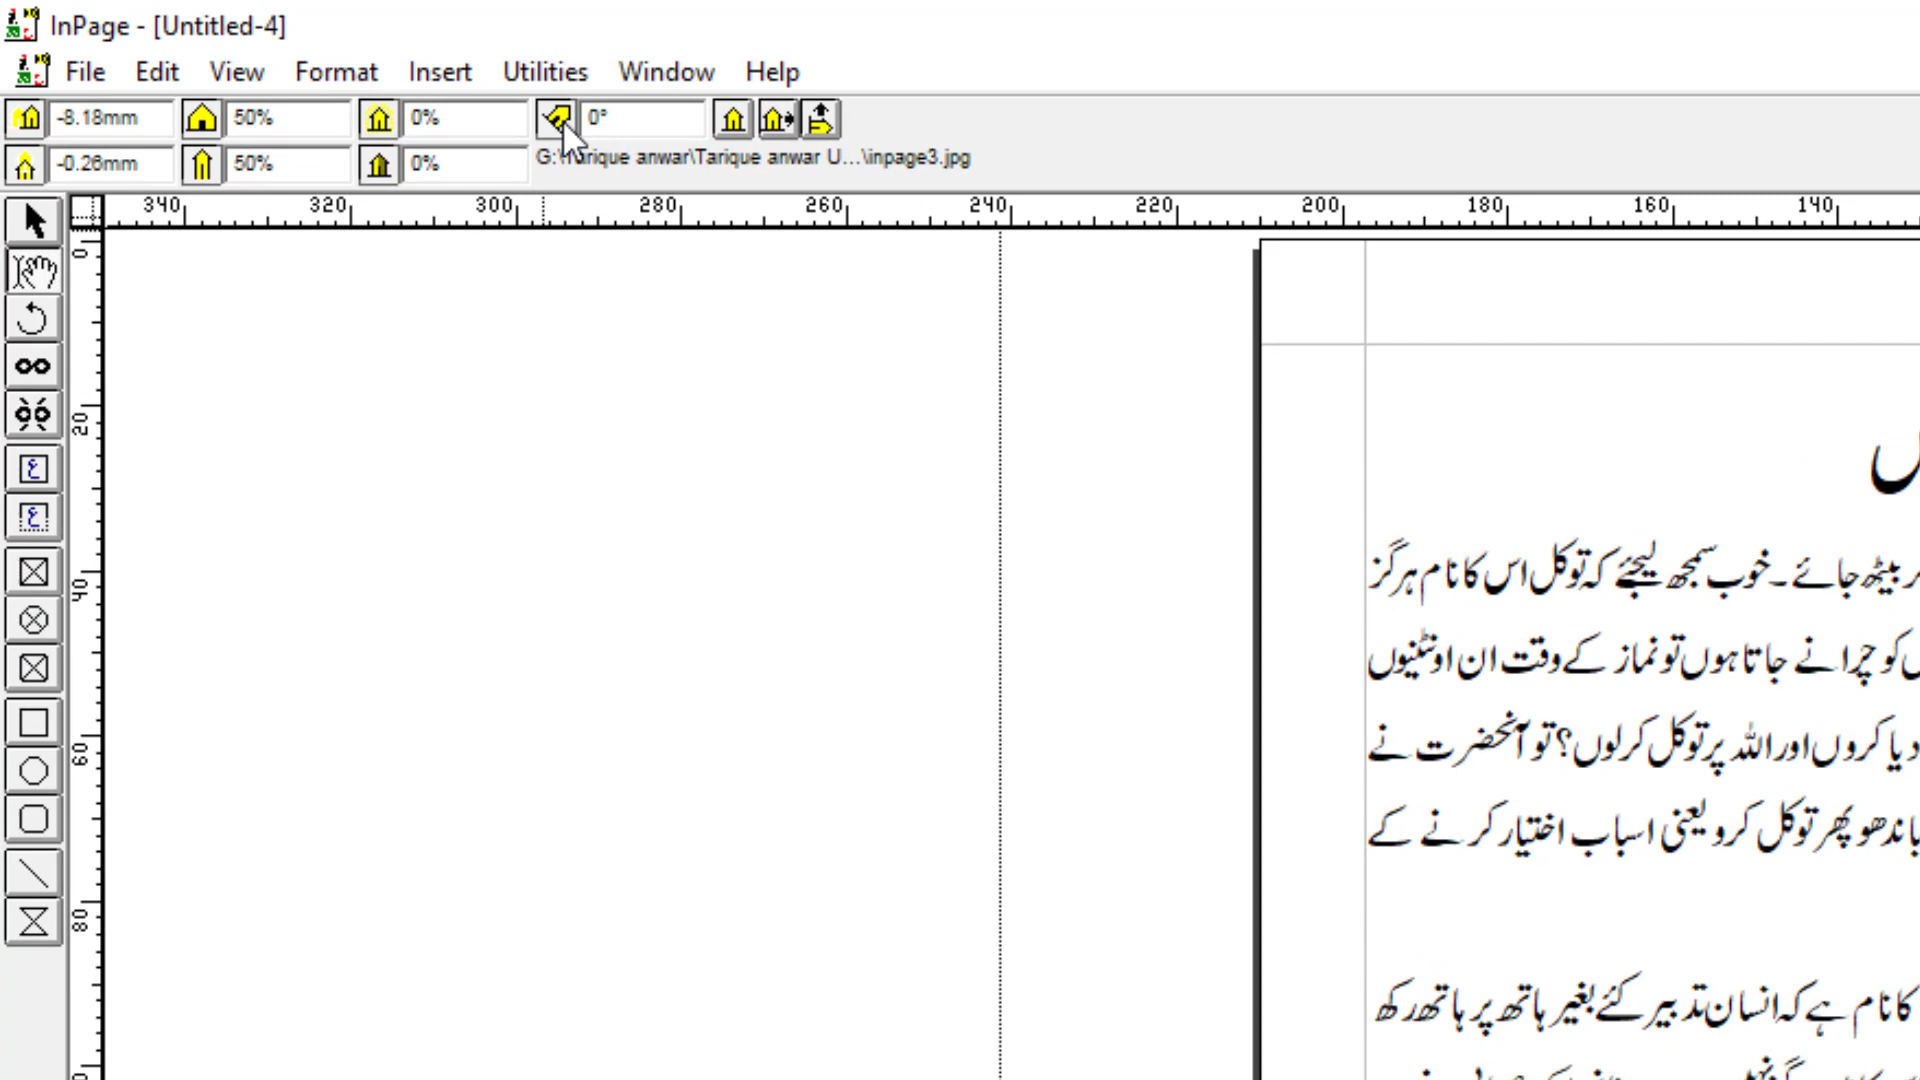 InPage - [Untitled-4]
File Edit View Format Insert Utilities Window Help
-8.18mm 50% 0% 0°
-0.26mm 50% 0%
anwar\Tarique anwar U...\inpage3.jpg
340 320 300 280 260 240 220 200 180 160 140
0
20
40
60
80
بیٹھ جائے۔ خوب سمجھ لیجئے کہ توکل اس کا نام ہرگز
کو چرانے جاتا ہوں تو نماز کے وقت ان اونٹنیوں
دیا کروں اور اللہ پر توکل کرلوں؟ تو آنحضرت نے
باندھو پھر توکل کرو یعنی اسباب اختیار کرنے کے
کا نام ہے کہ انسان تدبیر کئے بغیر ہاتھ پر ہاتھ رکھ